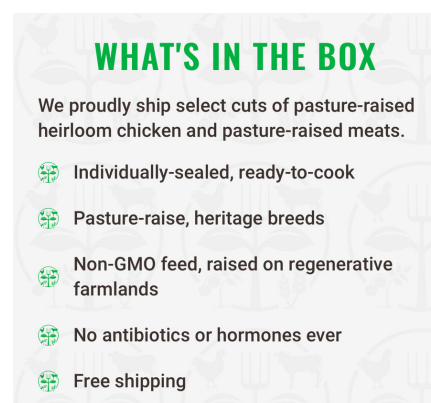 WHAT'S IN THE BOX
We proudly ship select cuts of pasture-raised
heirloom chicken and pasture-raised meats.
Individually-sealed, ready-to-cook
Pasture-raise, heritage breeds
Non-GMO feed, raised on regenerative
farmlands
No antibiotics or hormones ever
Free shipping